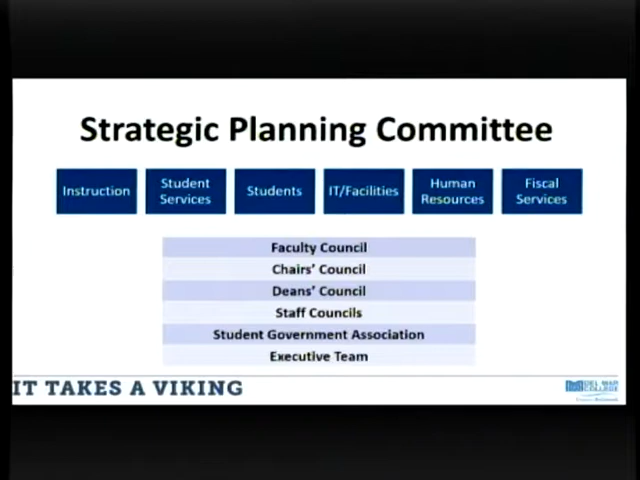 Strategic Planning Committee
Instruction
Student
Services
Students
IT/Facilities
Human
Resources
Fiscal
Services
Faculty Council
Chairs' Council
Deans' Council
Staff Councils
Student Government Association
Executive Team
IT TAKES A VIKING
DEL MAR
COLLEGE